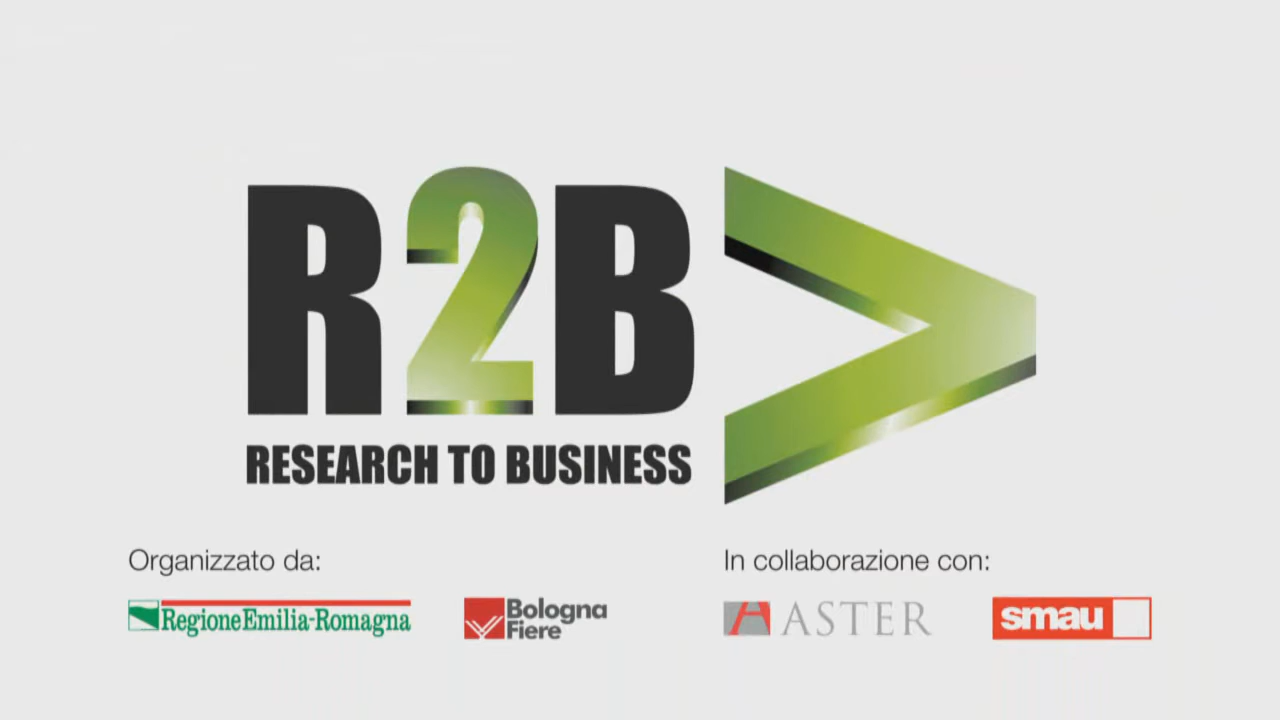 R2B
RESEARCH TO BUSINESS
Organizzato da:
In collaborazione con:
RegioneEmilia-Romagna
Bologna
Fiere
ASTER
smau